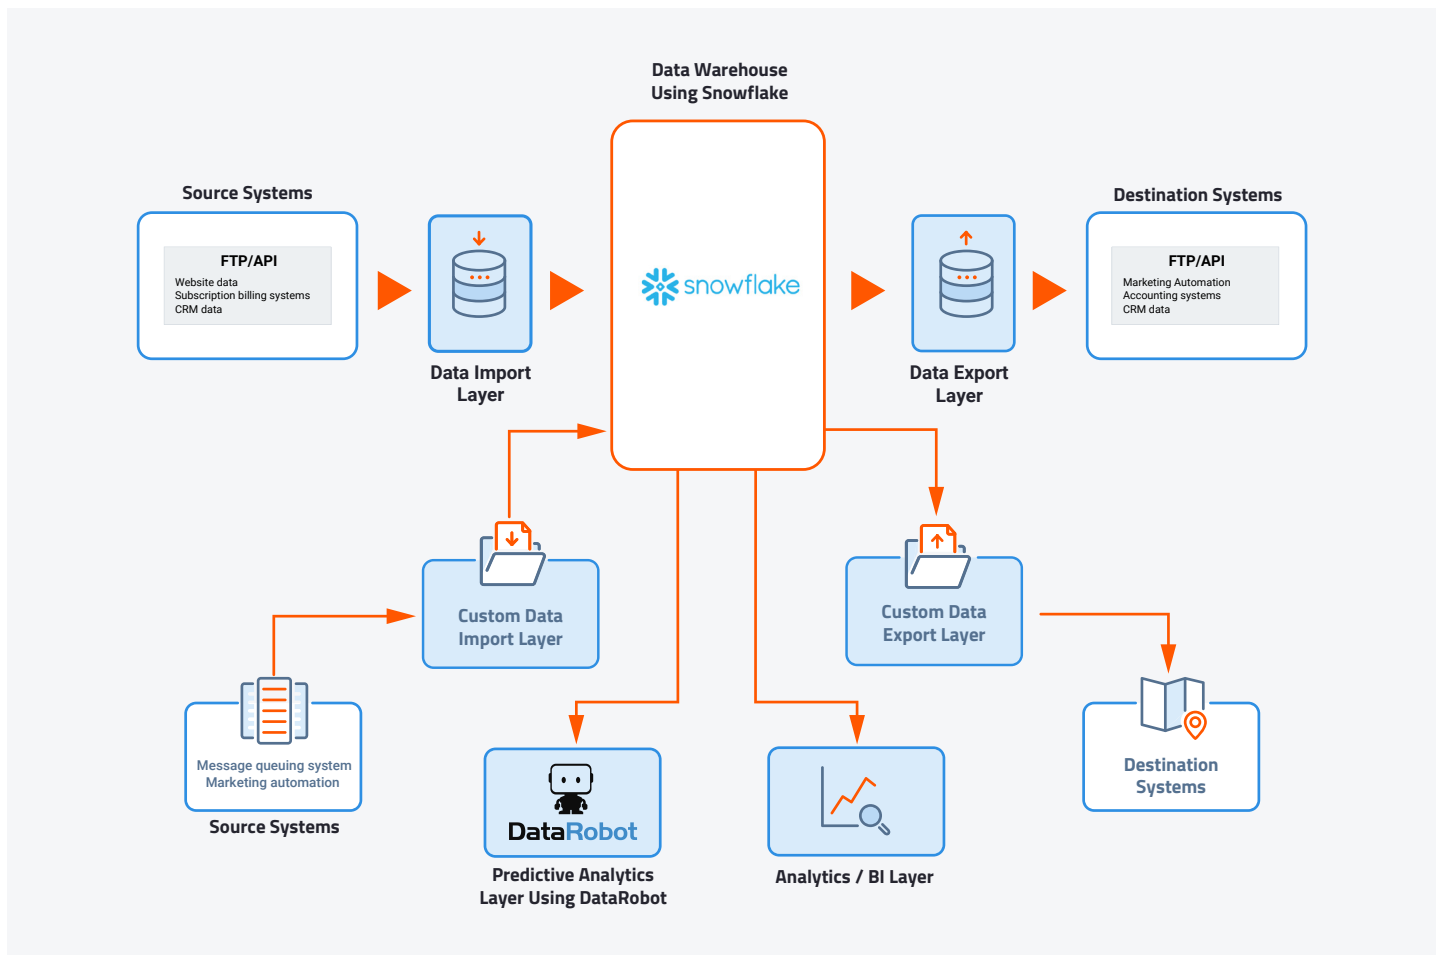 Data Warehouse
Using Snowflake
Source Systems
FTP/API
Website data
Subscription billing systems
CRM data
Data Import
Layer
snowflake
Data Export
Layer
Destination Systems
FTP/API
Marketing Automation
Accounting systems
CRM data
Custom Data
Import Layer
Custom Data
Export Layer
Message queuing system
Marketing automation
Source Systems
DataRobot
Predictive Analytics
Layer Using DataRobot
Analytics / BI Layer
Destination
Systems